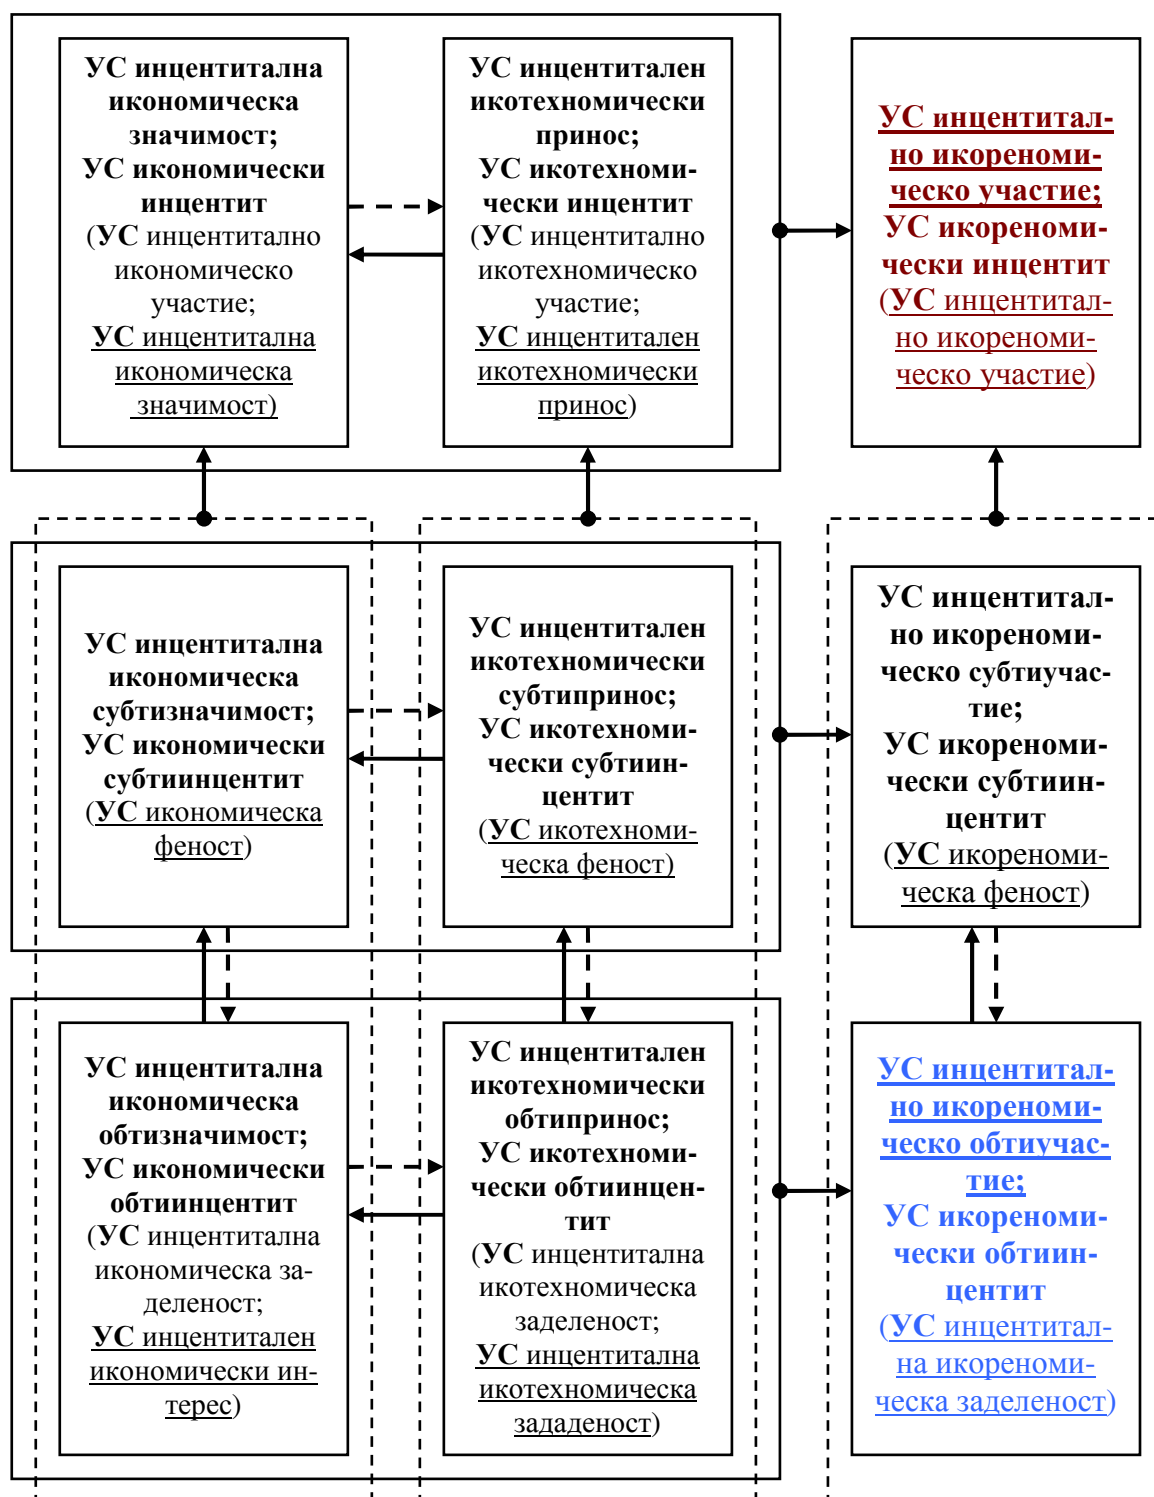 УС инцентитална
икономическа
значимост;
УС икономически
инцентит
(УС инцентитално
икономическо
участие;
УС инцентитална
икономическа
значимост)
УС инцентитален
икотехномически
принос;
УС икотехноми-
чески инцентит
(УС инцентитално
икотехномическо
участие;
УС инцентитален
икотехномически
принос)
УС инцентитал-
но икореноми-
ческо участие;
УС икореноми-
чески инцентит
(УС инцентитал-
но икореноми-
ческо участие)
УС инцентитална
икономическа
субтизначимост;
УС икономически
субтиинцентит
(УС икономическа
феност)
УС инцентитален
икотехномически
субтипринос;
УС икотехноми-
чески субтиин-
центит
(УС икотехноми-
ческа феност)
УС инцентитал-
но икореноми-
ческо субтиучас-
тие;
УС икореноми-
чески субтиин-
центит
(УС икореноми-
ческа феност)
УС инцентитална
икономическа
обтизначимост;
УС икономически
обтиинцентит
(УС инцентитална
икономическа за-
деленост;
УС инцентитален
икономически ин-
терес)
УС инцентитален
икотехномически
обтипринос;
УС икотехноми-
чески обтиинцен-
тит
(УС инцентитална
икотехномическа
заделеност;
УС инцентитална
икотехномическа
зададеност)
УС инцентитал-
но икореноми-
ческо обтиучас-
тие;
УС икореноми-
чески обтиин-
центит
(УС инцентитал-
на икореноми-
ческа заделеност)